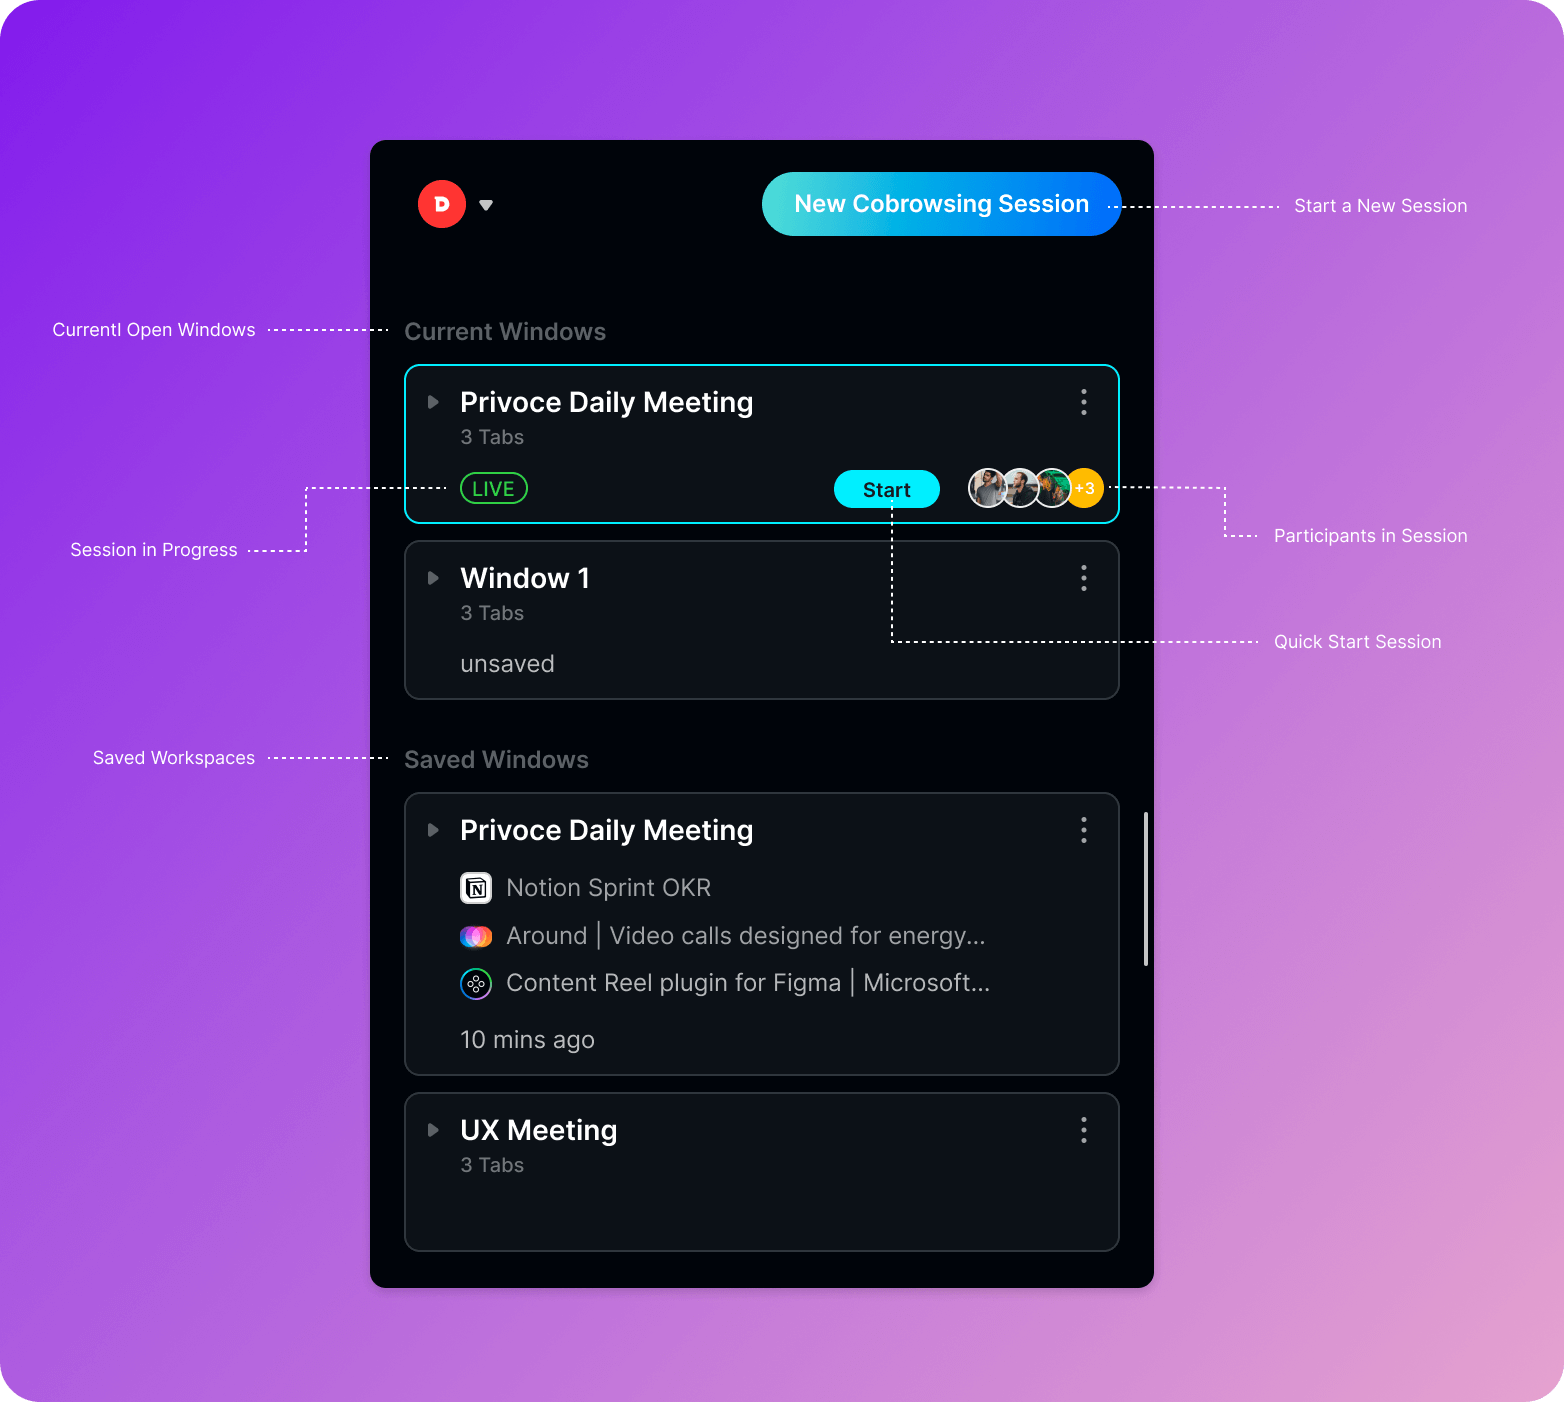 D
New Cobrowsing Session
Start a New Session
Currentl Open Windows
Current Windows
Privoce Daily Meeting
3 Tabs
LIVE
Start
+3
Session in Progress
Participants in Session
Window 1
3 Tabs
unsaved
Quick Start Session
Saved Workspaces
Saved Windows
Privoce Daily Meeting
N
Notion Sprint OKR
Around | Video calls designed for energy...
Content Reel plugin for Figma | Microsoft...
10 mins ago
UX Meeting
3 Tabs